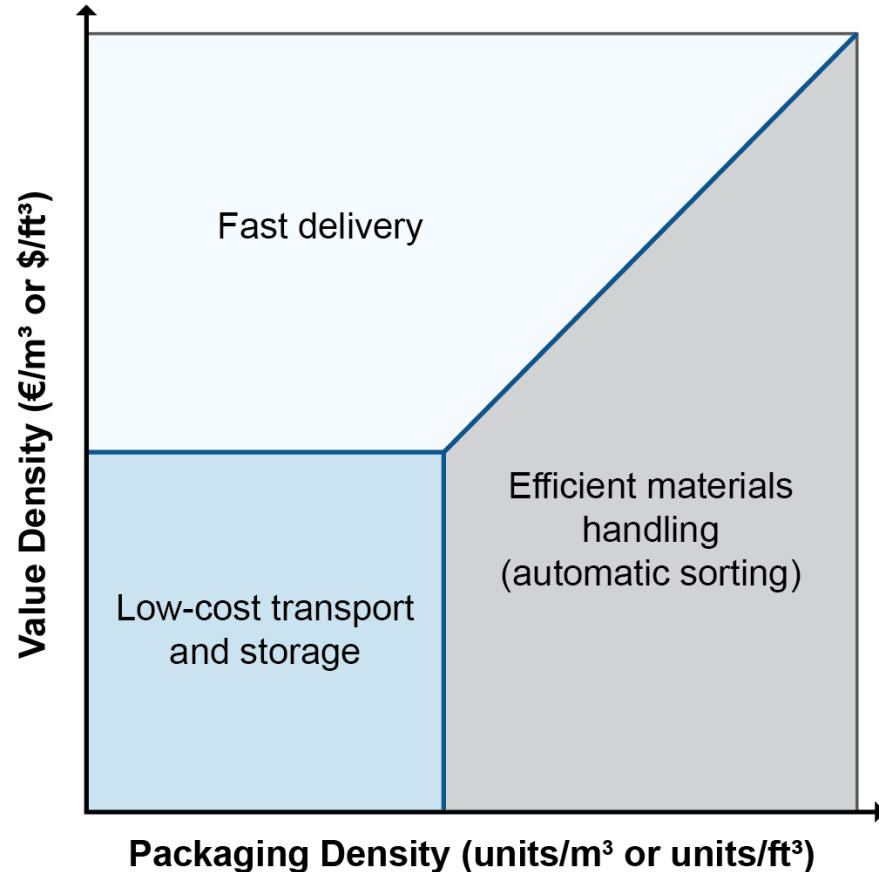 Value Density (€/m³ or $/ft³)
Fast delivery
Low-cost transport
and storage
Efficient materials
handling
(automatic sorting)
Packaging Density (units/m³ or units/ft³)